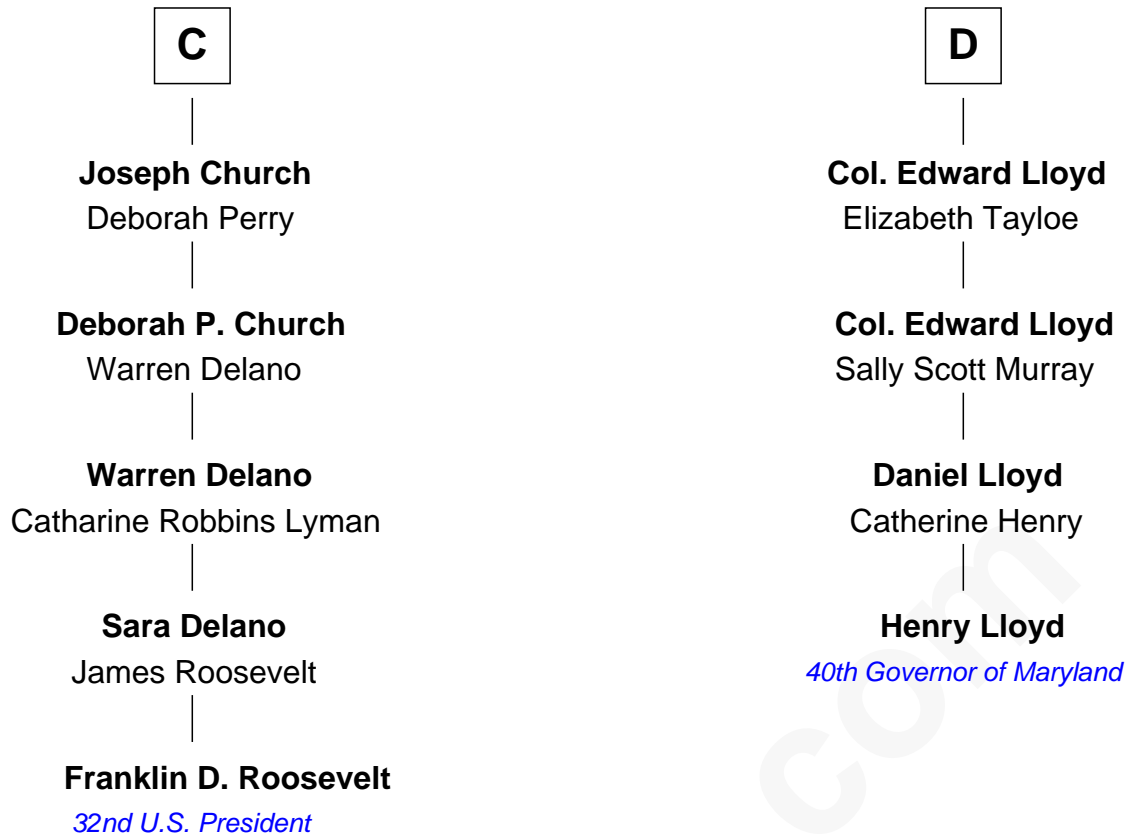 C
Joseph Church
Deborah Perry
Deborah P. Church
Warren Delano
Warren Delano
Catharine Robbins Lyman
Sara Delano
James Roosevelt
Franklin D. Roosevelt
32nd U.S. President
D
Col. Edward Lloyd
Elizabeth Tayloe
Col. Edward Lloyd
Sally Scott Murray
Daniel Lloyd
Catherine Henry
Henry Lloyd
40th Governor of Maryland
com